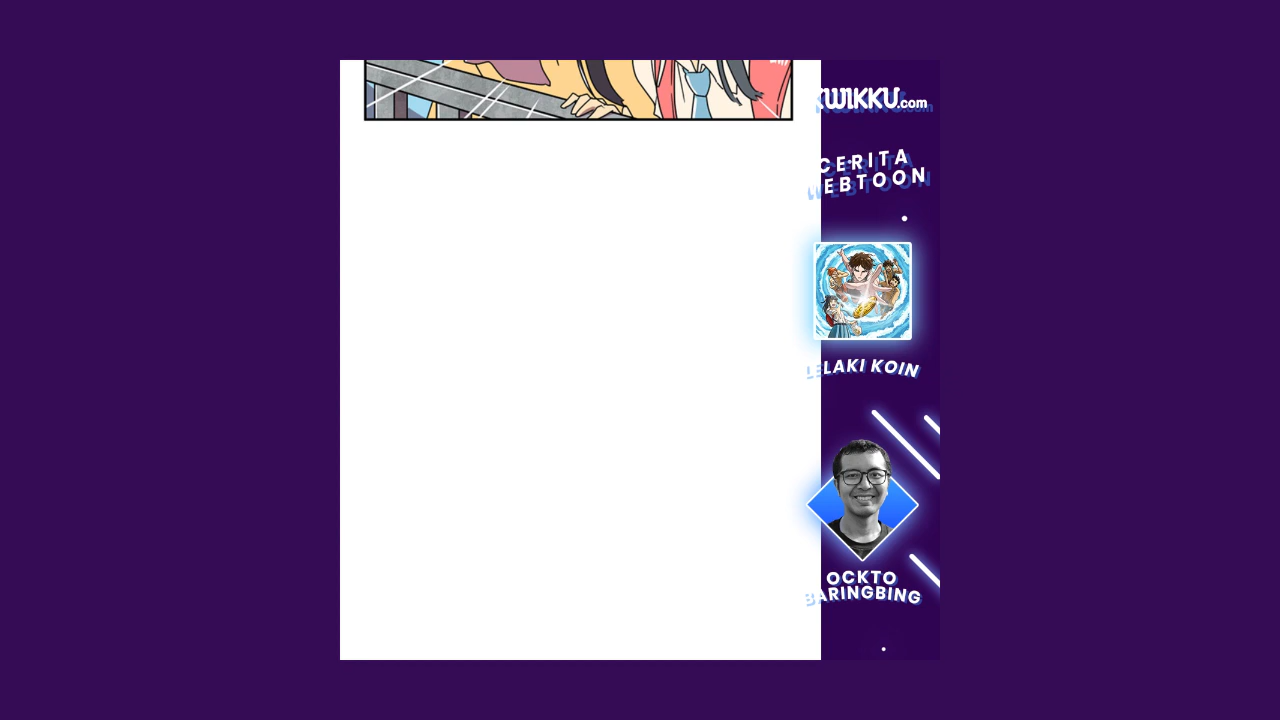 KWIKKU.com
CERITA
WEBTOON
LELAKI KOIN
OCKTO
BARINGBING